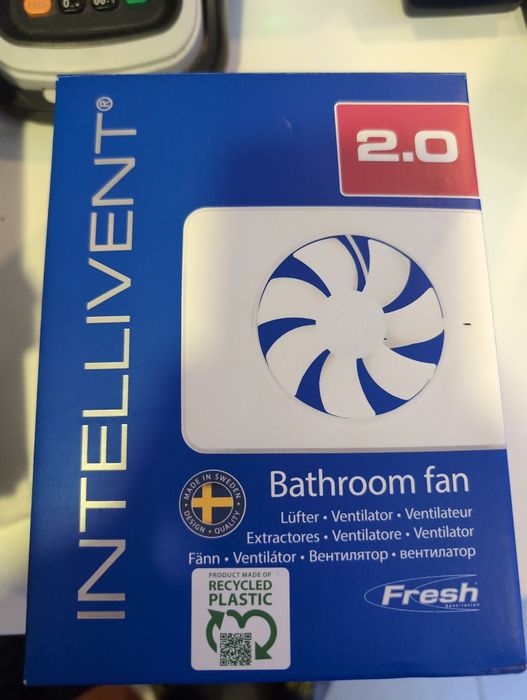 INTELLIVENT®
2.0
Bathroom fan
MADE IN SWEDEN
DESIGN • QUALITY
Lüfter • Ventilator • Ventilateur
Extractores • Ventilatore • Ventilator
Fänn • Ventilátor • Вентилятор • вентилатор
PRODUCT MADE OF
RECYCLED
PLASTIC
Fresh
Ventilation